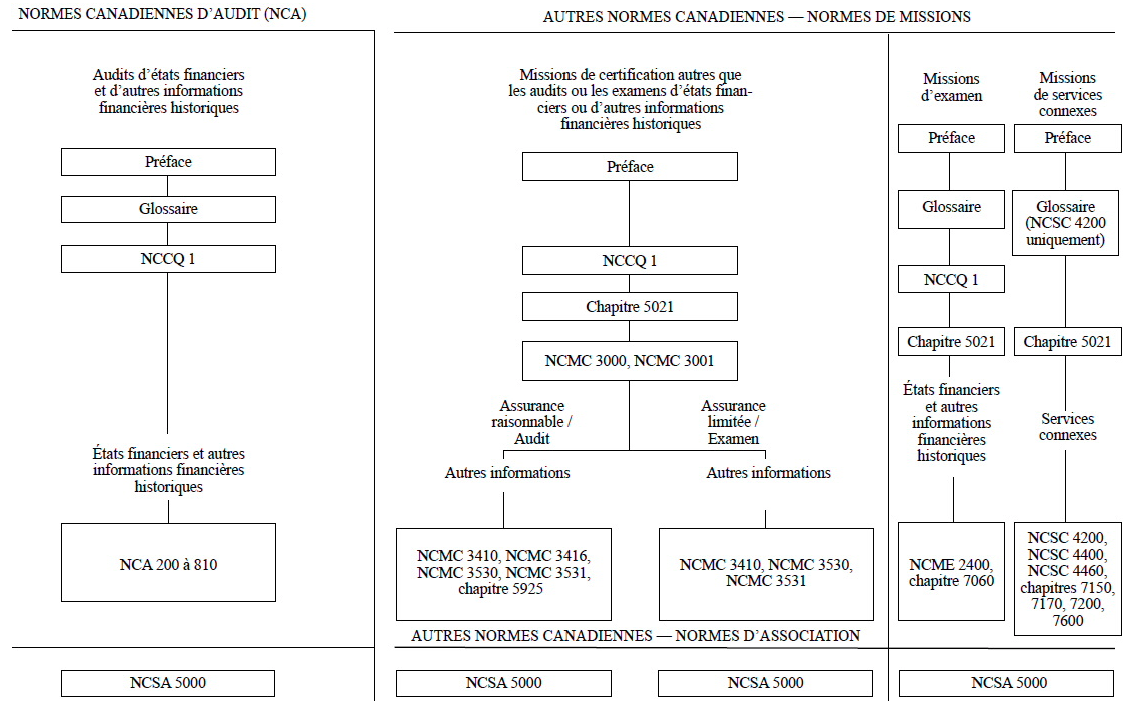 NORMES CANADIENNES D’AUDIT (NCA)
Audits d’états financiers
et d’autres informations
financières historiques
Préface
Glossaire
NCCQ 1
États financiers et autres
informations financières
historiques
NCA 200 à 810
NCSA 5000
AUTRES NORMES CANADIENNES — NORMES DE MISSIONS
Missions de certification autres que
les audits ou les examens d’états finan-
ciers ou d’autres informations
financières historiques
Préface
NCCQ 1
Chapitre 5021
NCMC 3000, NCMC 3001
Assurance
raisonnable /
Audit
Autres informations
NCMC 3410, NCMC 3416,
NCMC 3530, NCMC 3531,
chapitre 5925
Assurance
limitée /
Examen
Autres informations
NCMC 3410, NCMC 3530,
NCMC 3531
Missions
d’examen
Préface
Glossaire
NCCQ 1
Chapitre 5021
États financiers
et autres
informations
financières
historiques
NCME 2400,
chapitre 7060
Missions
de services
connexes
Préface
Glossaire
(NCSC 4200
uniquement)
Chapitre 5021
Services
connexes
NCSC 4200,
NCSC 4400,
NCSC 4460,
chapitres 7150,
7170, 7200,
7600
AUTRES NORMES CANADIENNES — NORMES D’ASSOCIATION
NCSA 5000
NCSA 5000
NCSA 5000